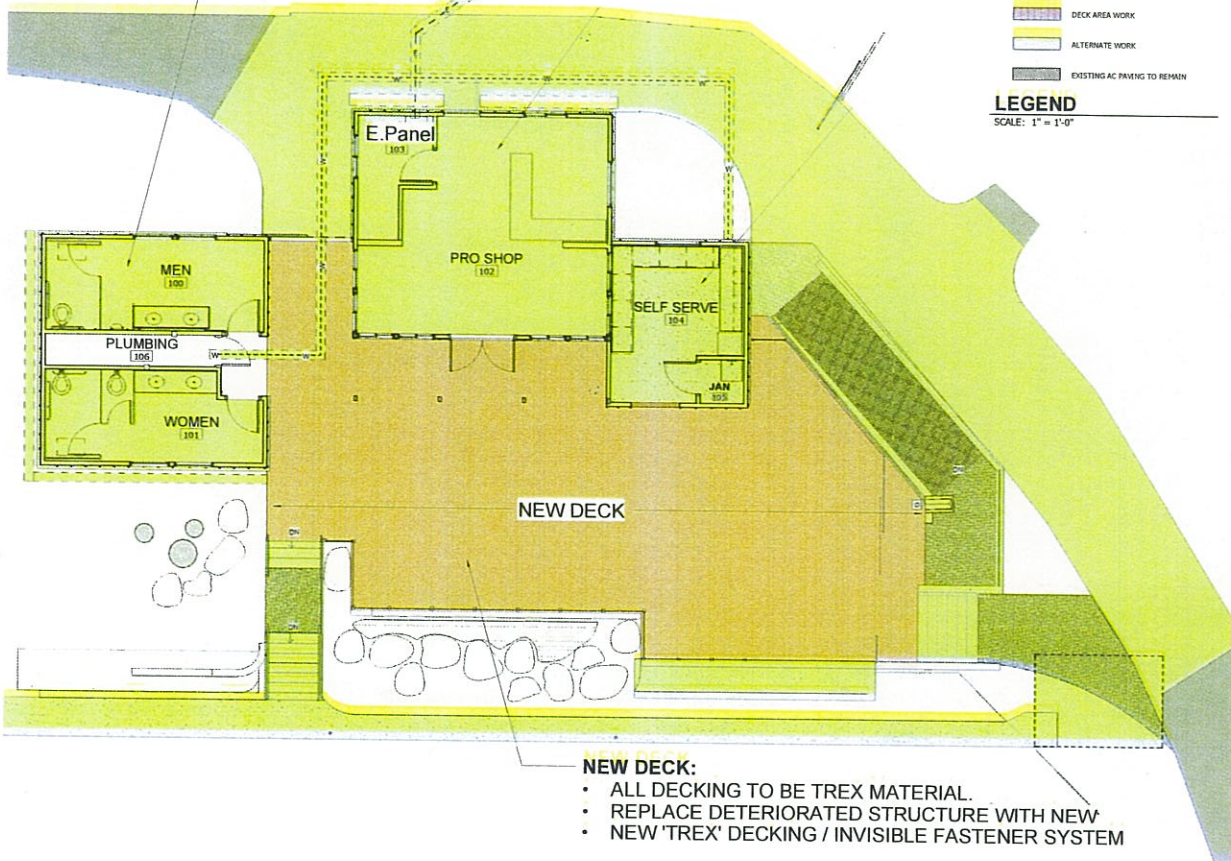 DECK AREA WORK
ALTERNATE WORK
EXISTING AC PAVING TO REMAIN
LEGEND
SCALE: 1" = 1'-0"
W
W
W
E.Panel
103
W
W
MEN
100
PRO SHOP
102
W
SELF SERVE
104
PLUMBING
106
W
W
JAN
105
WOMEN
101
DN
NEW DECK
DN
DN
NEW DECK:
• ALL DECKING TO BE TREX MATERIAL.
• REPLACE DETERIORATED STRUCTURE WITH NEW
• NEW 'TREX' DECKING / INVISIBLE FASTENER SYSTEM